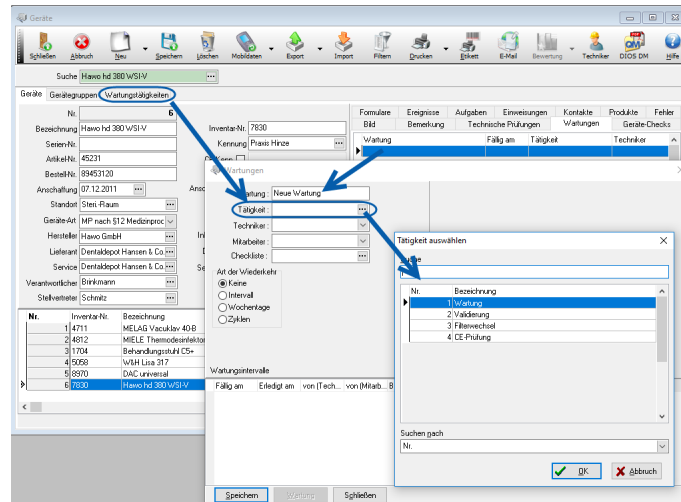 Geräte
Schließen Abbruch Neu Speichern Löschen Mobildaten Export Import Filtern Drucken Etikett E-Mail Bewertung Techniker DIOS DM Hilfe
Suche Hawo hd 380 WSI-V
Geräte Gerätegruppen Wartungstätigkeiten
Nr. 6
Bezeichnung Hawo hd 380 WSI-V
Serien-Nr.
Artikel-Nr. 45231
Bestell-Nr. 89453120
Anschaffung 07.12.2011
Standort Steri.-Raum
Geräte-Art MP nach §12 Medizinproc
Hersteller Hawo GmbH
Lieferant Dentaldepot Hansen & Co.
Service Dentaldepot Hansen & Co.
Verantwortlicher Brinkmann
Stellvertreter Schmitz
Inventar-Nr. 7830
Kennung Praxis Hinze
Formulare Ereignisse Aufgaben Einweisungen Kontakte Produkte Fehler
Bild Bemerkung Technische Prüfungen Wartungen Geräte-Checks
Wartung Fällig am Tätigkeit Techniker
Nr. Inventar-Nr. Bezeichnung
1 4711 MELAG Vacuklav 40-B
2 4812 MIELE Thermodesinfektor
3 1704 Behandlungsstuhl C5+
4 5058 W&H Lisa 317
5 8970 DAC universal
6 7830 Hawo hd 380 WSI-V
Wartungen
Wartung : Neue Wartung
Tätigkeit :
Techniker :
Mitarbeiter :
Checkliste :
Art der Wiederkehr
Keine
Intervall
Wochentage
Zyklen
Wartungsintervalle
Fällig am Erledigt am von (Tech... von (Mitarb... B
Speichern Wartung Schließen
Tätigkeit auswählen
Suche
Nr. Bezeichnung
1 Wartung
2 Validierung
3 Filterwechsel
4 CE-Prüfung
Suchen nach
Nr.
OK Abbruch